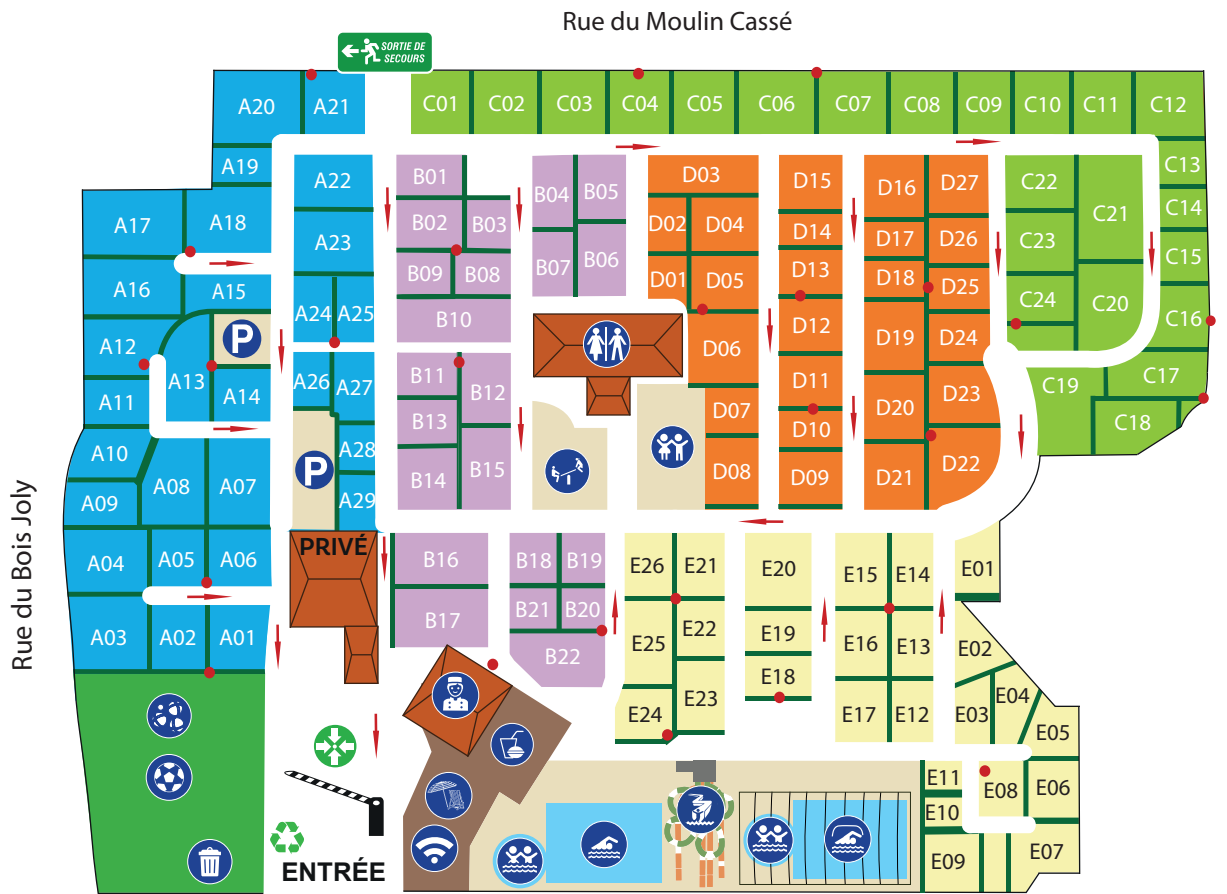 Rue du Moulin Cassé
SORTIE DE
SECOURS
A20
A21
C01
C02
C03
C04
C05
C06
C07
C08
C09
C10
C11
C12
A19
A22
B01
B04
B05
D03
D15
D16
D27
C22
C21
C13
A17
A18
A23
B02
B03
D02
D04
D14
D17
D26
C23
C14
A16
A15
A24
A25
B09
B08
B07
B06
D01
D05
D13
D18
D25
C24
C20
C15
B10
C16
A12
P
D06
D12
D19
D24
A13
A14
A26
A27
B11
B12
D11
D23
C19
C17
A11
B13
D07
D10
D20
C18
A10
A28
P
B14
B15
D08
D09
D21
D22
A09
A08
A07
A29
Rue du Bois Joly
PRIVÉ
A04
A05
A06
B16
B18
B19
E26
E21
E20
E15
E14
E01
A03
A02
A01
B17
B21
B20
E25
E22
E19
E16
E13
E02
B22
E18
E24
E23
E17
E12
E03
E04
E05
E11
E08
E06
E10
E09
E07
ENTRÉE